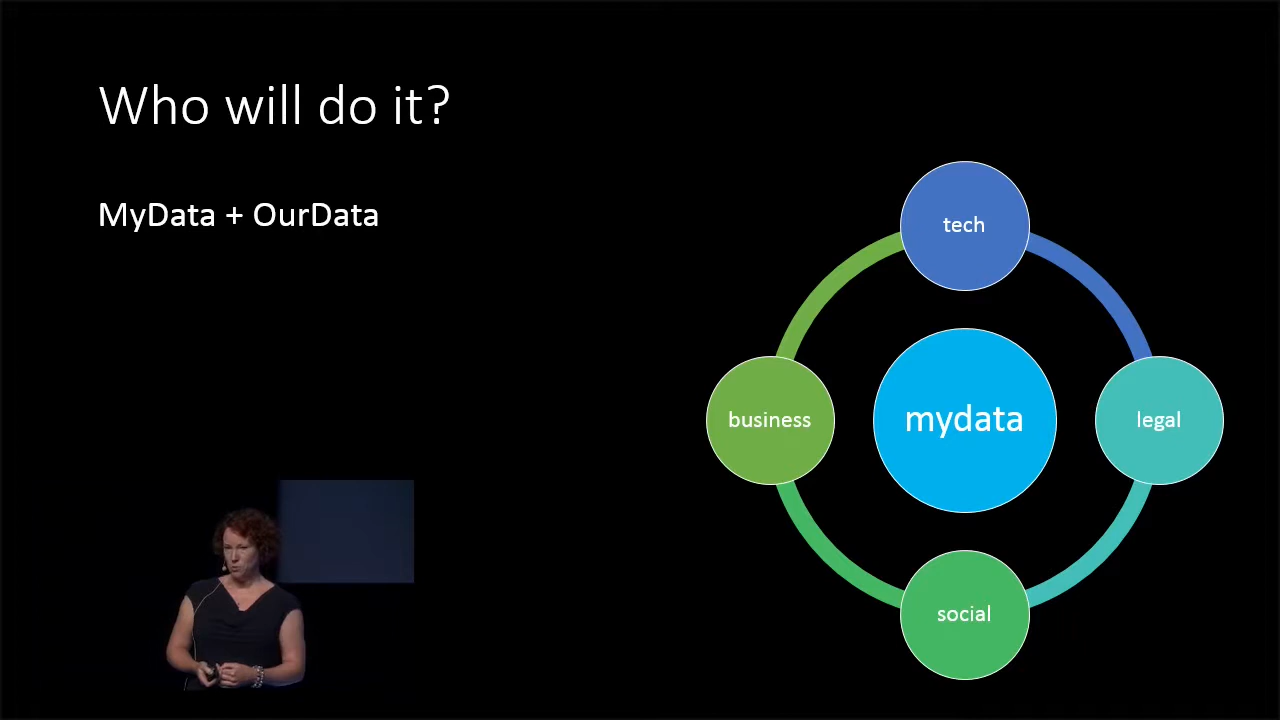 Who will do it?
MyData + OurData
tech
business
mydata
legal
social